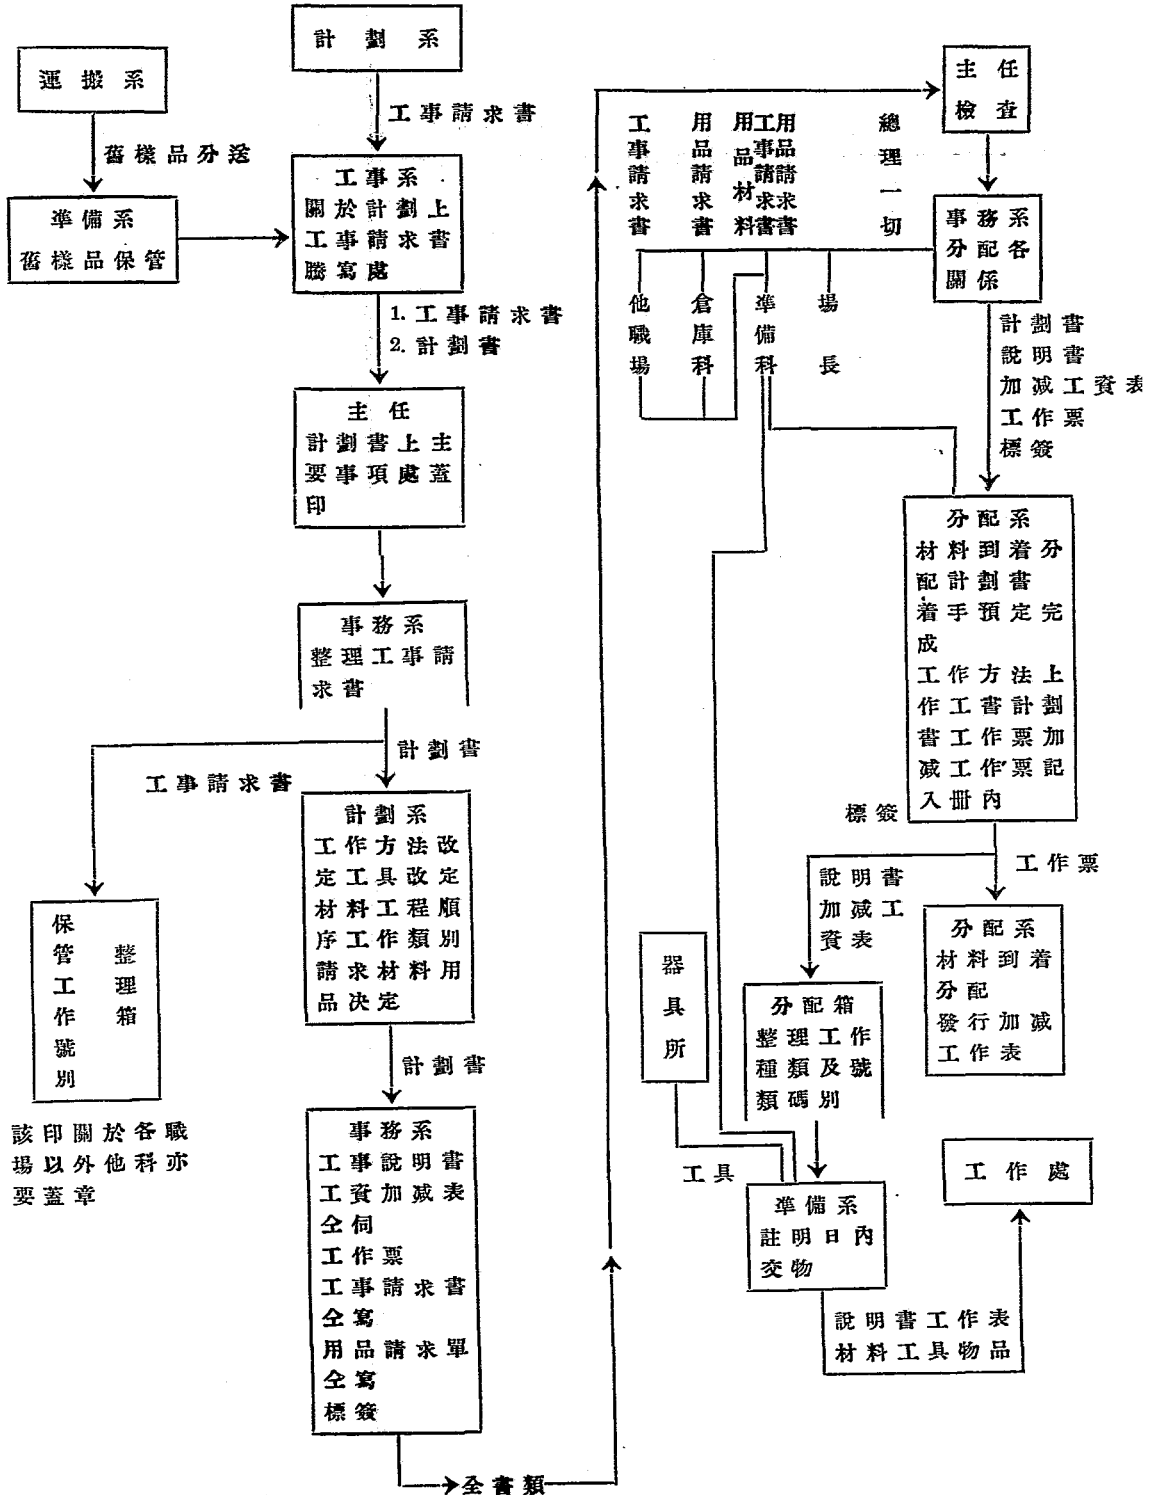 計劃系
運搬系
工事請求書
舊樣品分送
準備系
舊樣品保管
工事系
關於計劃上
工事請求書
謄寫處
1. 工事請求書
2. 計劃書
主任
計劃書上主
要事項處蓋
印
事務系
整理工事請
求書
計劃書
工事請求書
計劃系
工作方法改
定工具改定
材料工程順
序工作類別
請求材料用
品決定
保管工作號別
整理箱
該印關於各職
場以外他科亦
要蓋章
計劃書
事務系
工事說明書
工資加減表
仝伺
工作票
工事請求書
仝寫
用品請求單
仝寫
標簽
全書類
主任
檢查
總理一切
用品請求書
工事請求書
用品材料
用品請求書
工事請求書
事務系
分配各
關係
場長
準備科
倉庫科
他職場
計劃書
說明書
加減工資表
工作票
標簽
分配系
材料到着分
配計劃書
着手預定完
成
工作方法上
作工書計劃
書工作票加
減工作票記
入冊內
標簽
說明書
加減工
資表
工作票
分配系
材料到着
分配
發行加減
工作表
器具所
分配箱
整理工作
種類及號
類碼別
工具
準備系
註明日內
交物
工作處
說明書工作表
材料工具物品